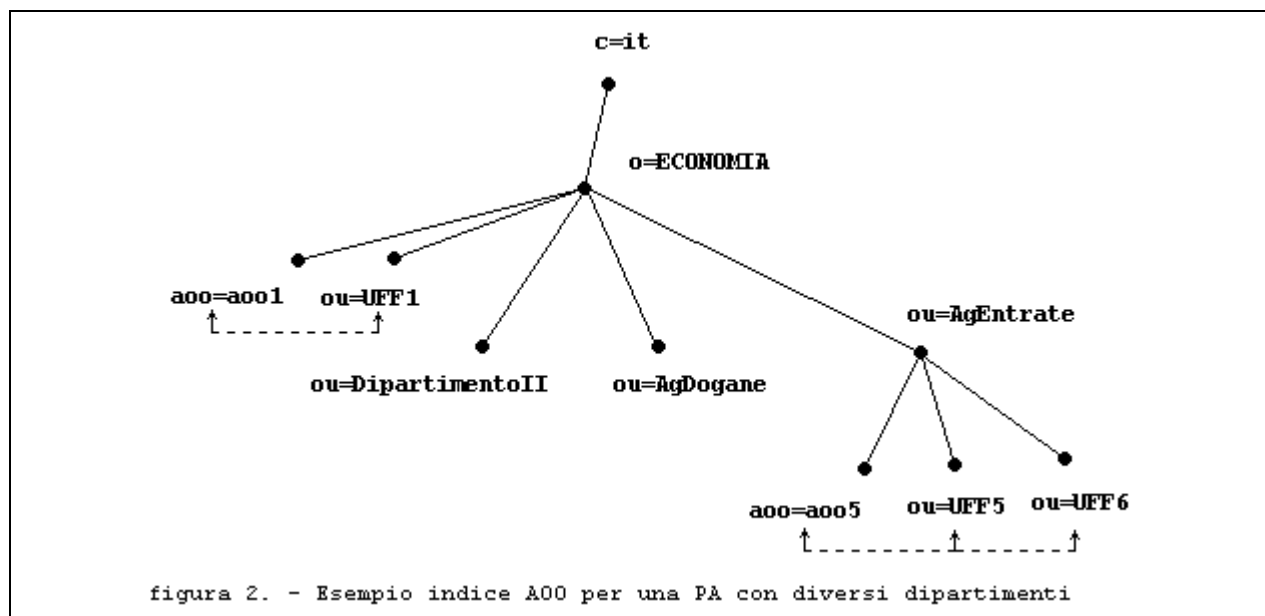 c=it
o=ECONOMIA
aoo=aoo1
ou=UFF1
ou=AgEntrate
ou=DipartimentoII
ou=AgDogane
aoo=aoo5
ou=UFF5
ou=UFF6
figura 2. - Esempio indice AOO per una PA con diversi dipartimenti